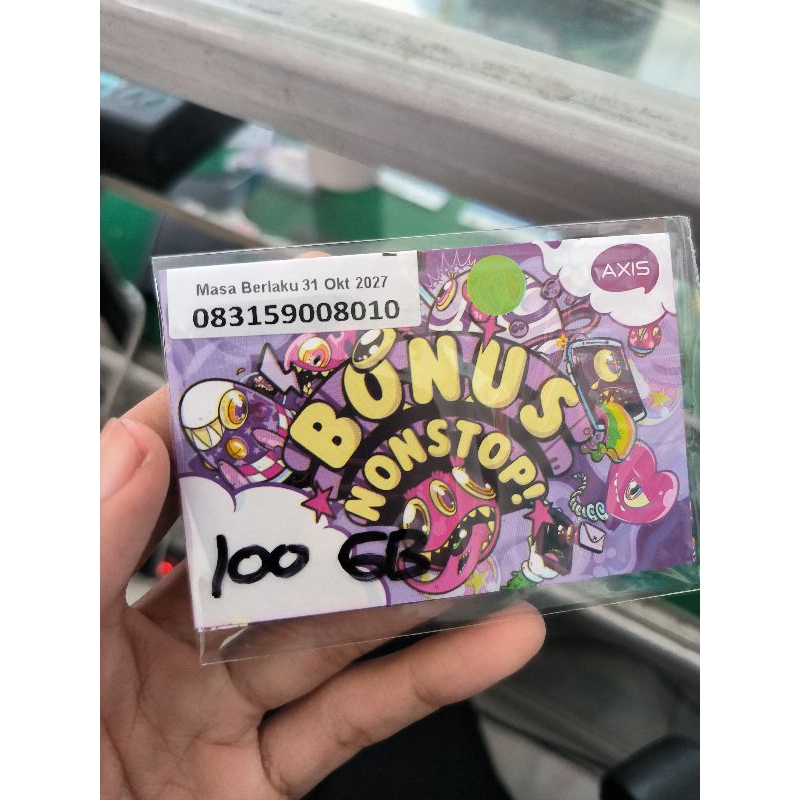 Masa Berlaku 31 Okt 2027
083159008010
AXIS
BONUS
NONSTOP!
100 GB